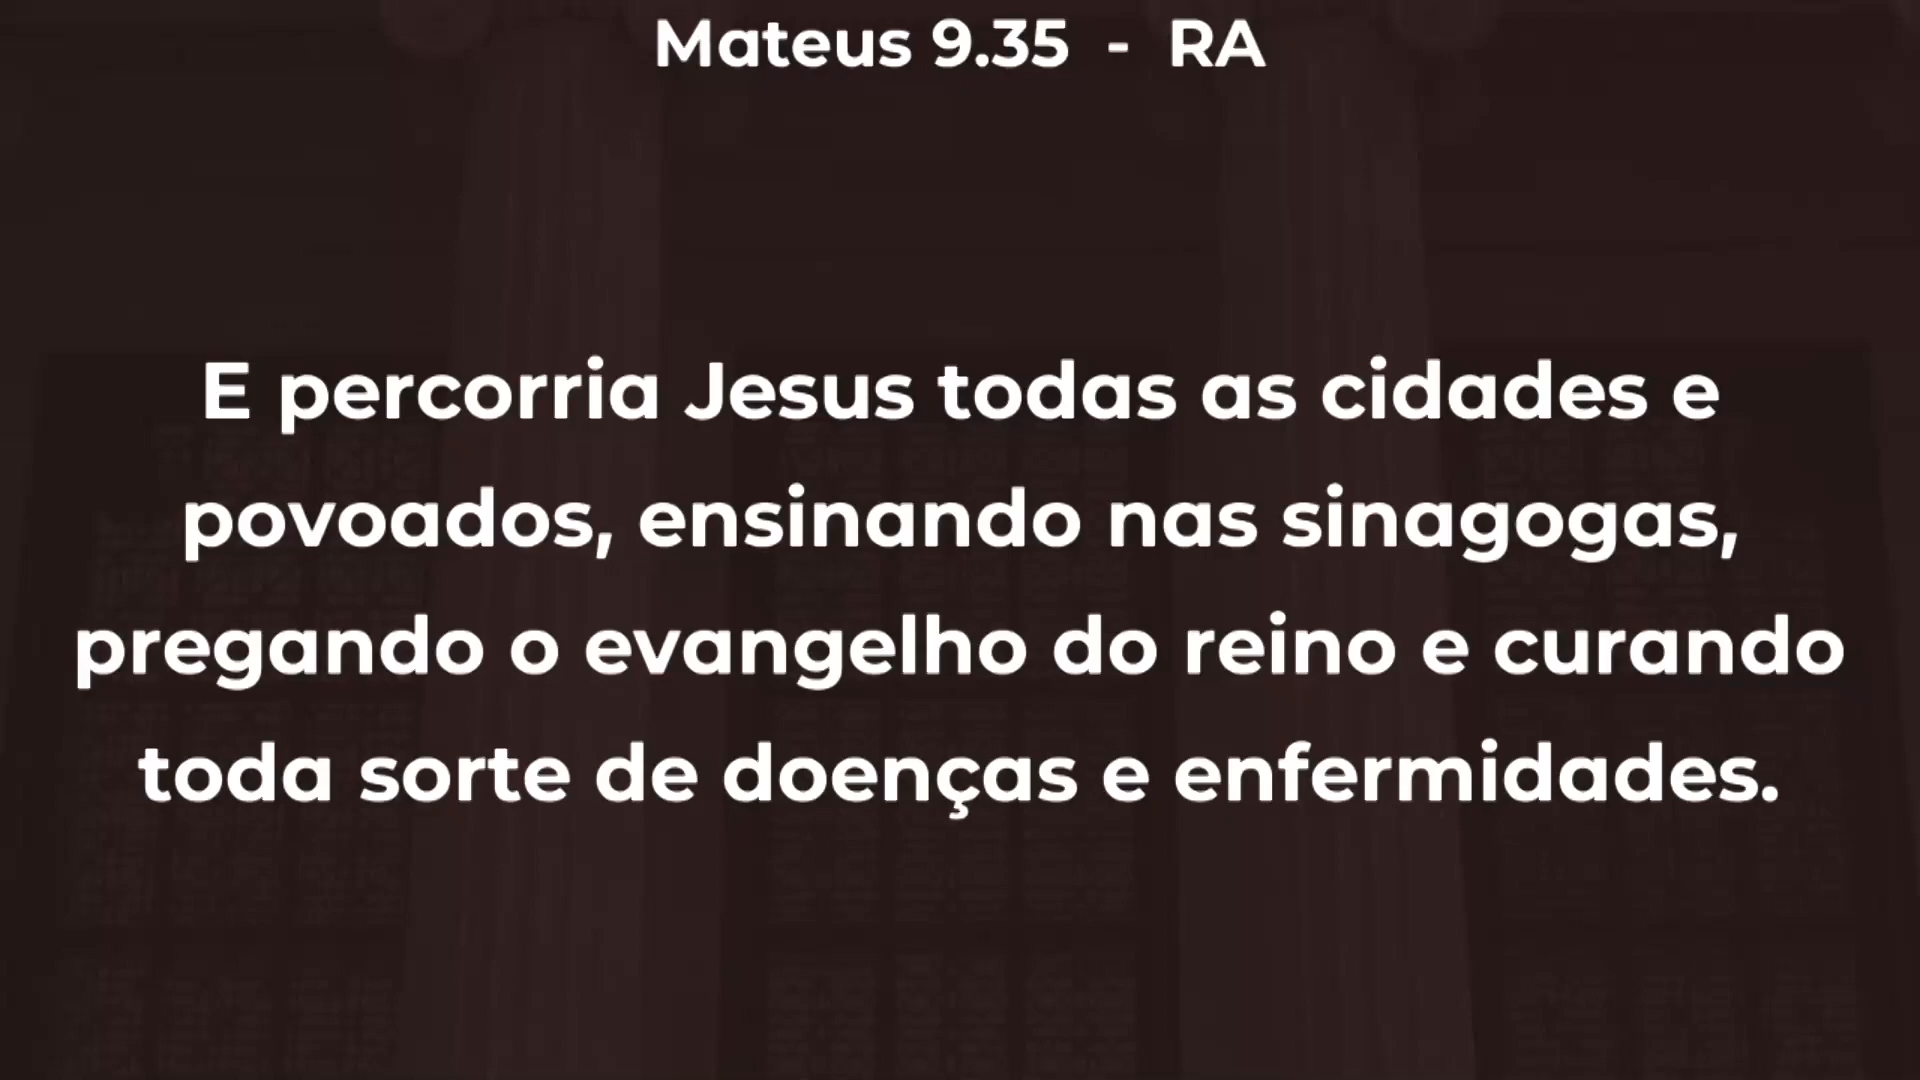 Mateus 9.35 - RA
E percorria Jesus todas as cidades e
povoados, ensinando nas sinagogas,
pregando o evangelho do reino e curando
toda sorte de doenças e enfermidades.